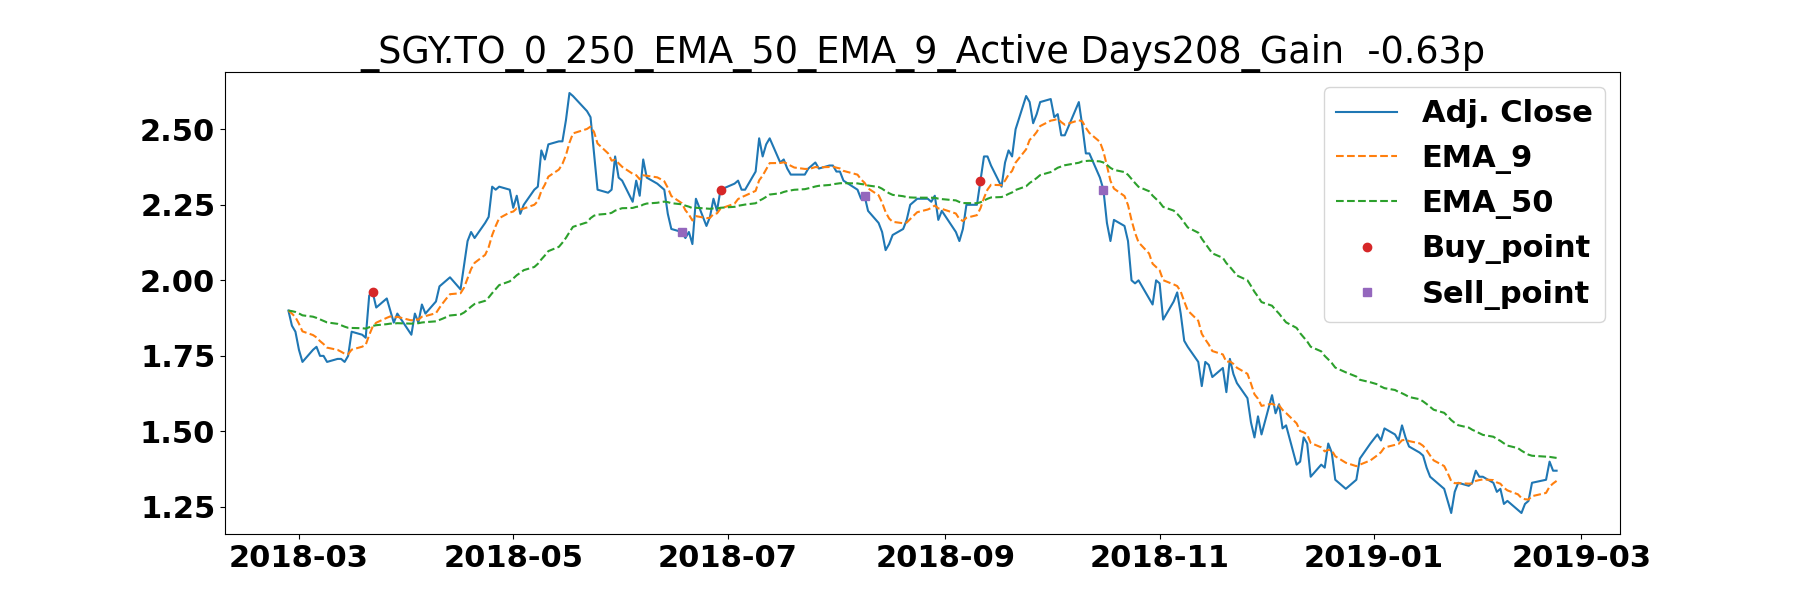 _SGY.TO_0_250_EMA_50_EMA_9_Active Days208_Gain  -0.63p
Adj. Close
EMA_9
EMA_50
Buy_point
Sell_point
2.50
2.25
2.00
1.75
1.50
1.25
2018-03 2018-05 2018-07 2018-09 2018-11 2019-01 2019-03